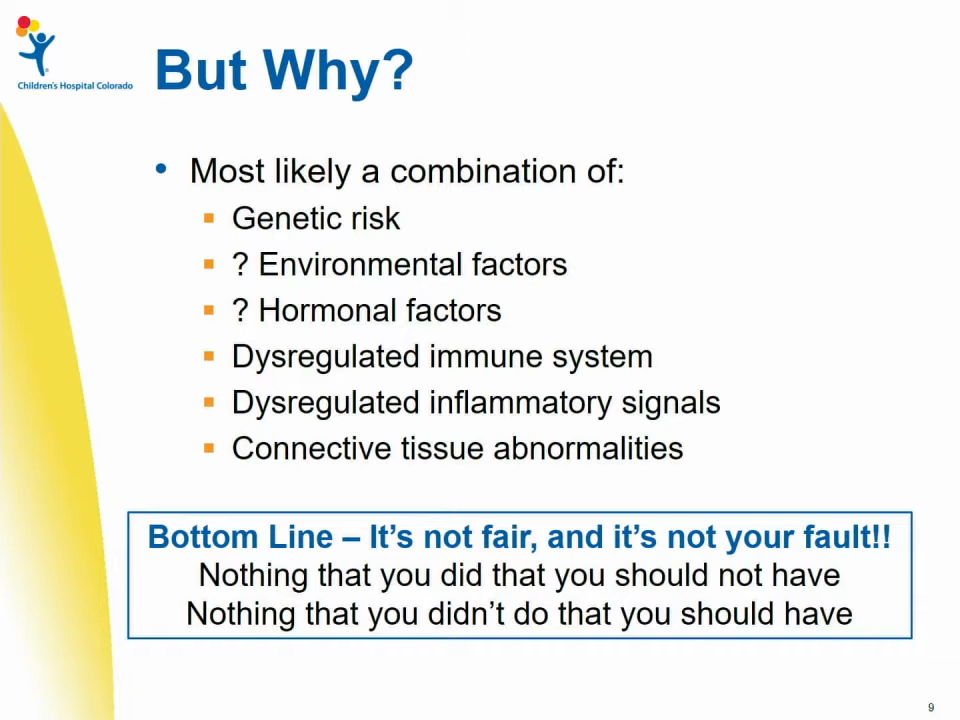 Children's Hospital Colorado
But Why?
• Most likely a combination of:
▪ Genetic risk
▪ ? Environmental factors
▪ ? Hormonal factors
▪ Dysregulated immune system
▪ Dysregulated inflammatory signals
▪ Connective tissue abnormalities
Bottom Line – It’s not fair, and it’s not your fault!!
Nothing that you did that you should not have
Nothing that you didn’t do that you should have
9